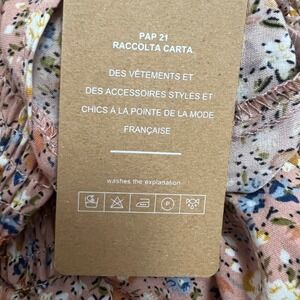 PAP 21
RACCOLTA CARTA
DES VÊTEMENTS ET
DES ACCESSOIRES STYLÉS ET
CHICS À LA POINTE DE LA MODE
FRANÇAISE
washes the explanation
P